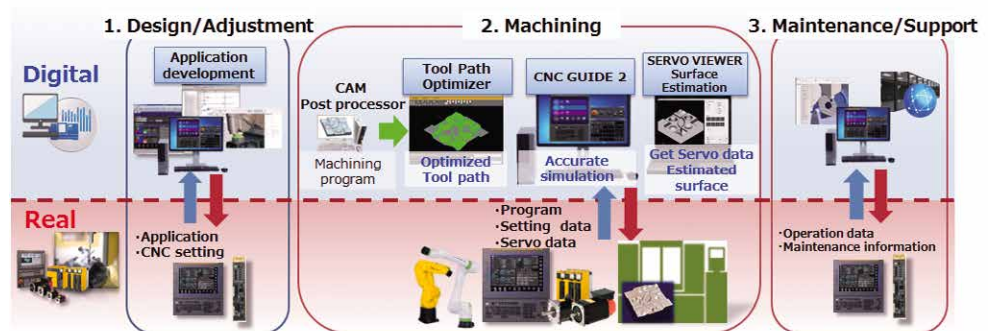 1. Design/Adjustment
2. Machining
3. Maintenance/Support
Digital
Application
development
CAM
Post processor
Machining
program
Tool Path
Optimizer
Optimized
Tool path
CNC GUIDE 2
Accurate
simulation
SERVO VIEWER
Surface
Estimation
Get Servo data
Estimated
surface
Real
・Application
・CNC setting
・Program
・Setting data
・Servo data
・Operation data
・Maintenance information